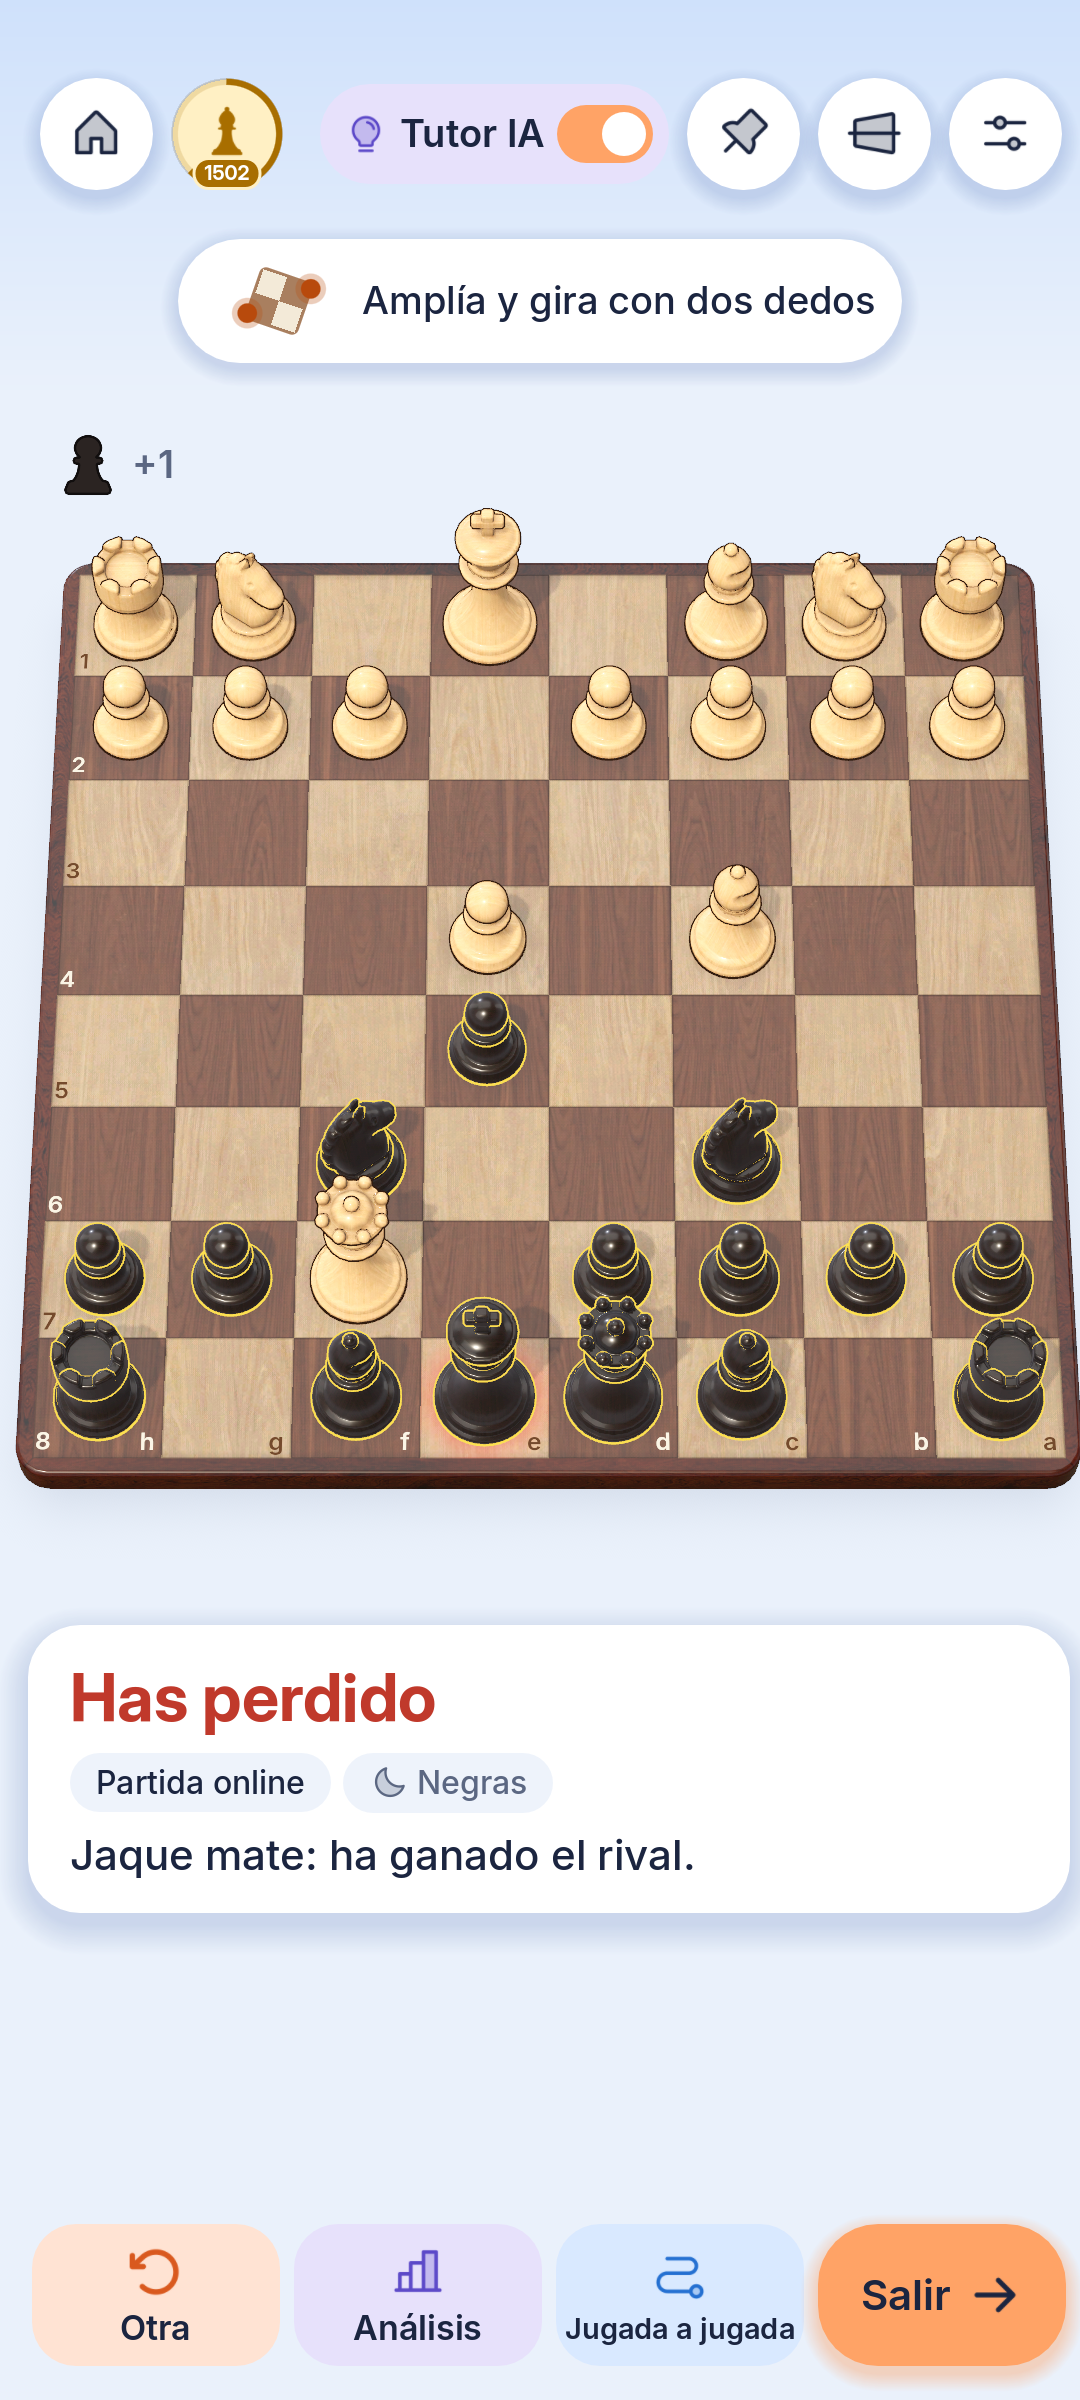 Tutor IA
1502
Amplía y gira con dos dedos
+1
1
2
3
4
5
6
7
8 h g f e d c b a
Has perdido
Partida online
Negras
Jaque mate: ha ganado el rival.
Otra
Análisis
Jugada a jugada
Salir